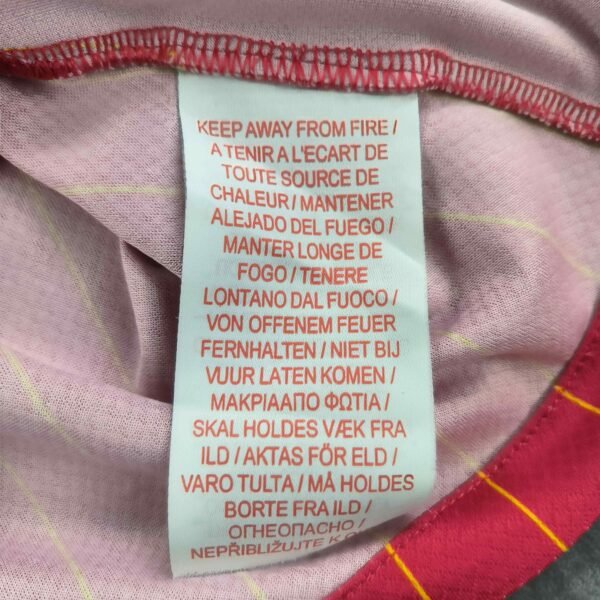 KEEP AWAY FROM FIRE /
A TENIR A L'ECART DE
TOUTE SOURCE DE
CHALEUR / MANTENER
ALEJADO DEL FUEGO /
MANTER LONGE DE
FOGO / TENERE
LONTANO DAL FUOCO /
VON OFFENEM FEUER
FERNHALTEN / NIET BIJ
VUUR LATEN KOMEN /
ΜΑΚΡΙΑΑΠΟ ΦΩΤΙΑ /
SKAL HOLDES VÆK FRA
ILD / AKTAS FÖR ELD /
VARO TULTA / MÅ HOLDES
BORTE FRA ILD /
ОГНЕОПАСНО /
NEPŘIBLIŽUJTE K